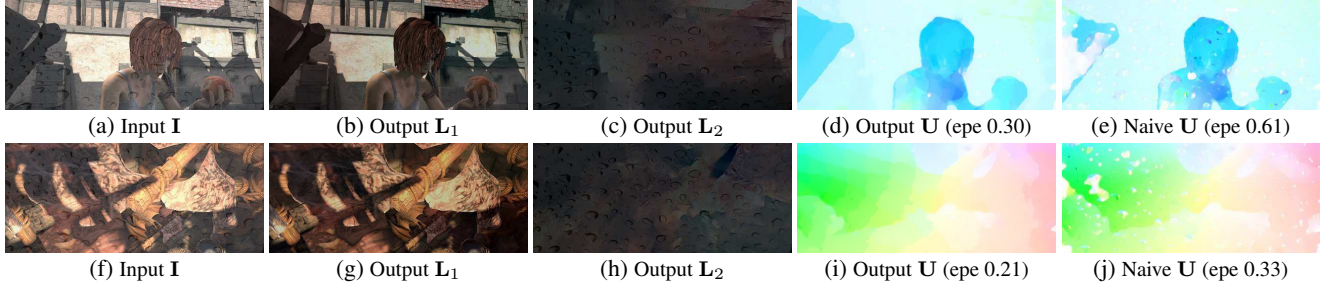 (a) Input I
(b) Output L₁
(c) Output L₂
(d) Output U (epe 0.30)
(e) Naive U (epe 0.61)
(f) Input I
(g) Output L₁
(h) Output L₂
(i) Output U (epe 0.21)
(j) Naive U (epe 0.33)